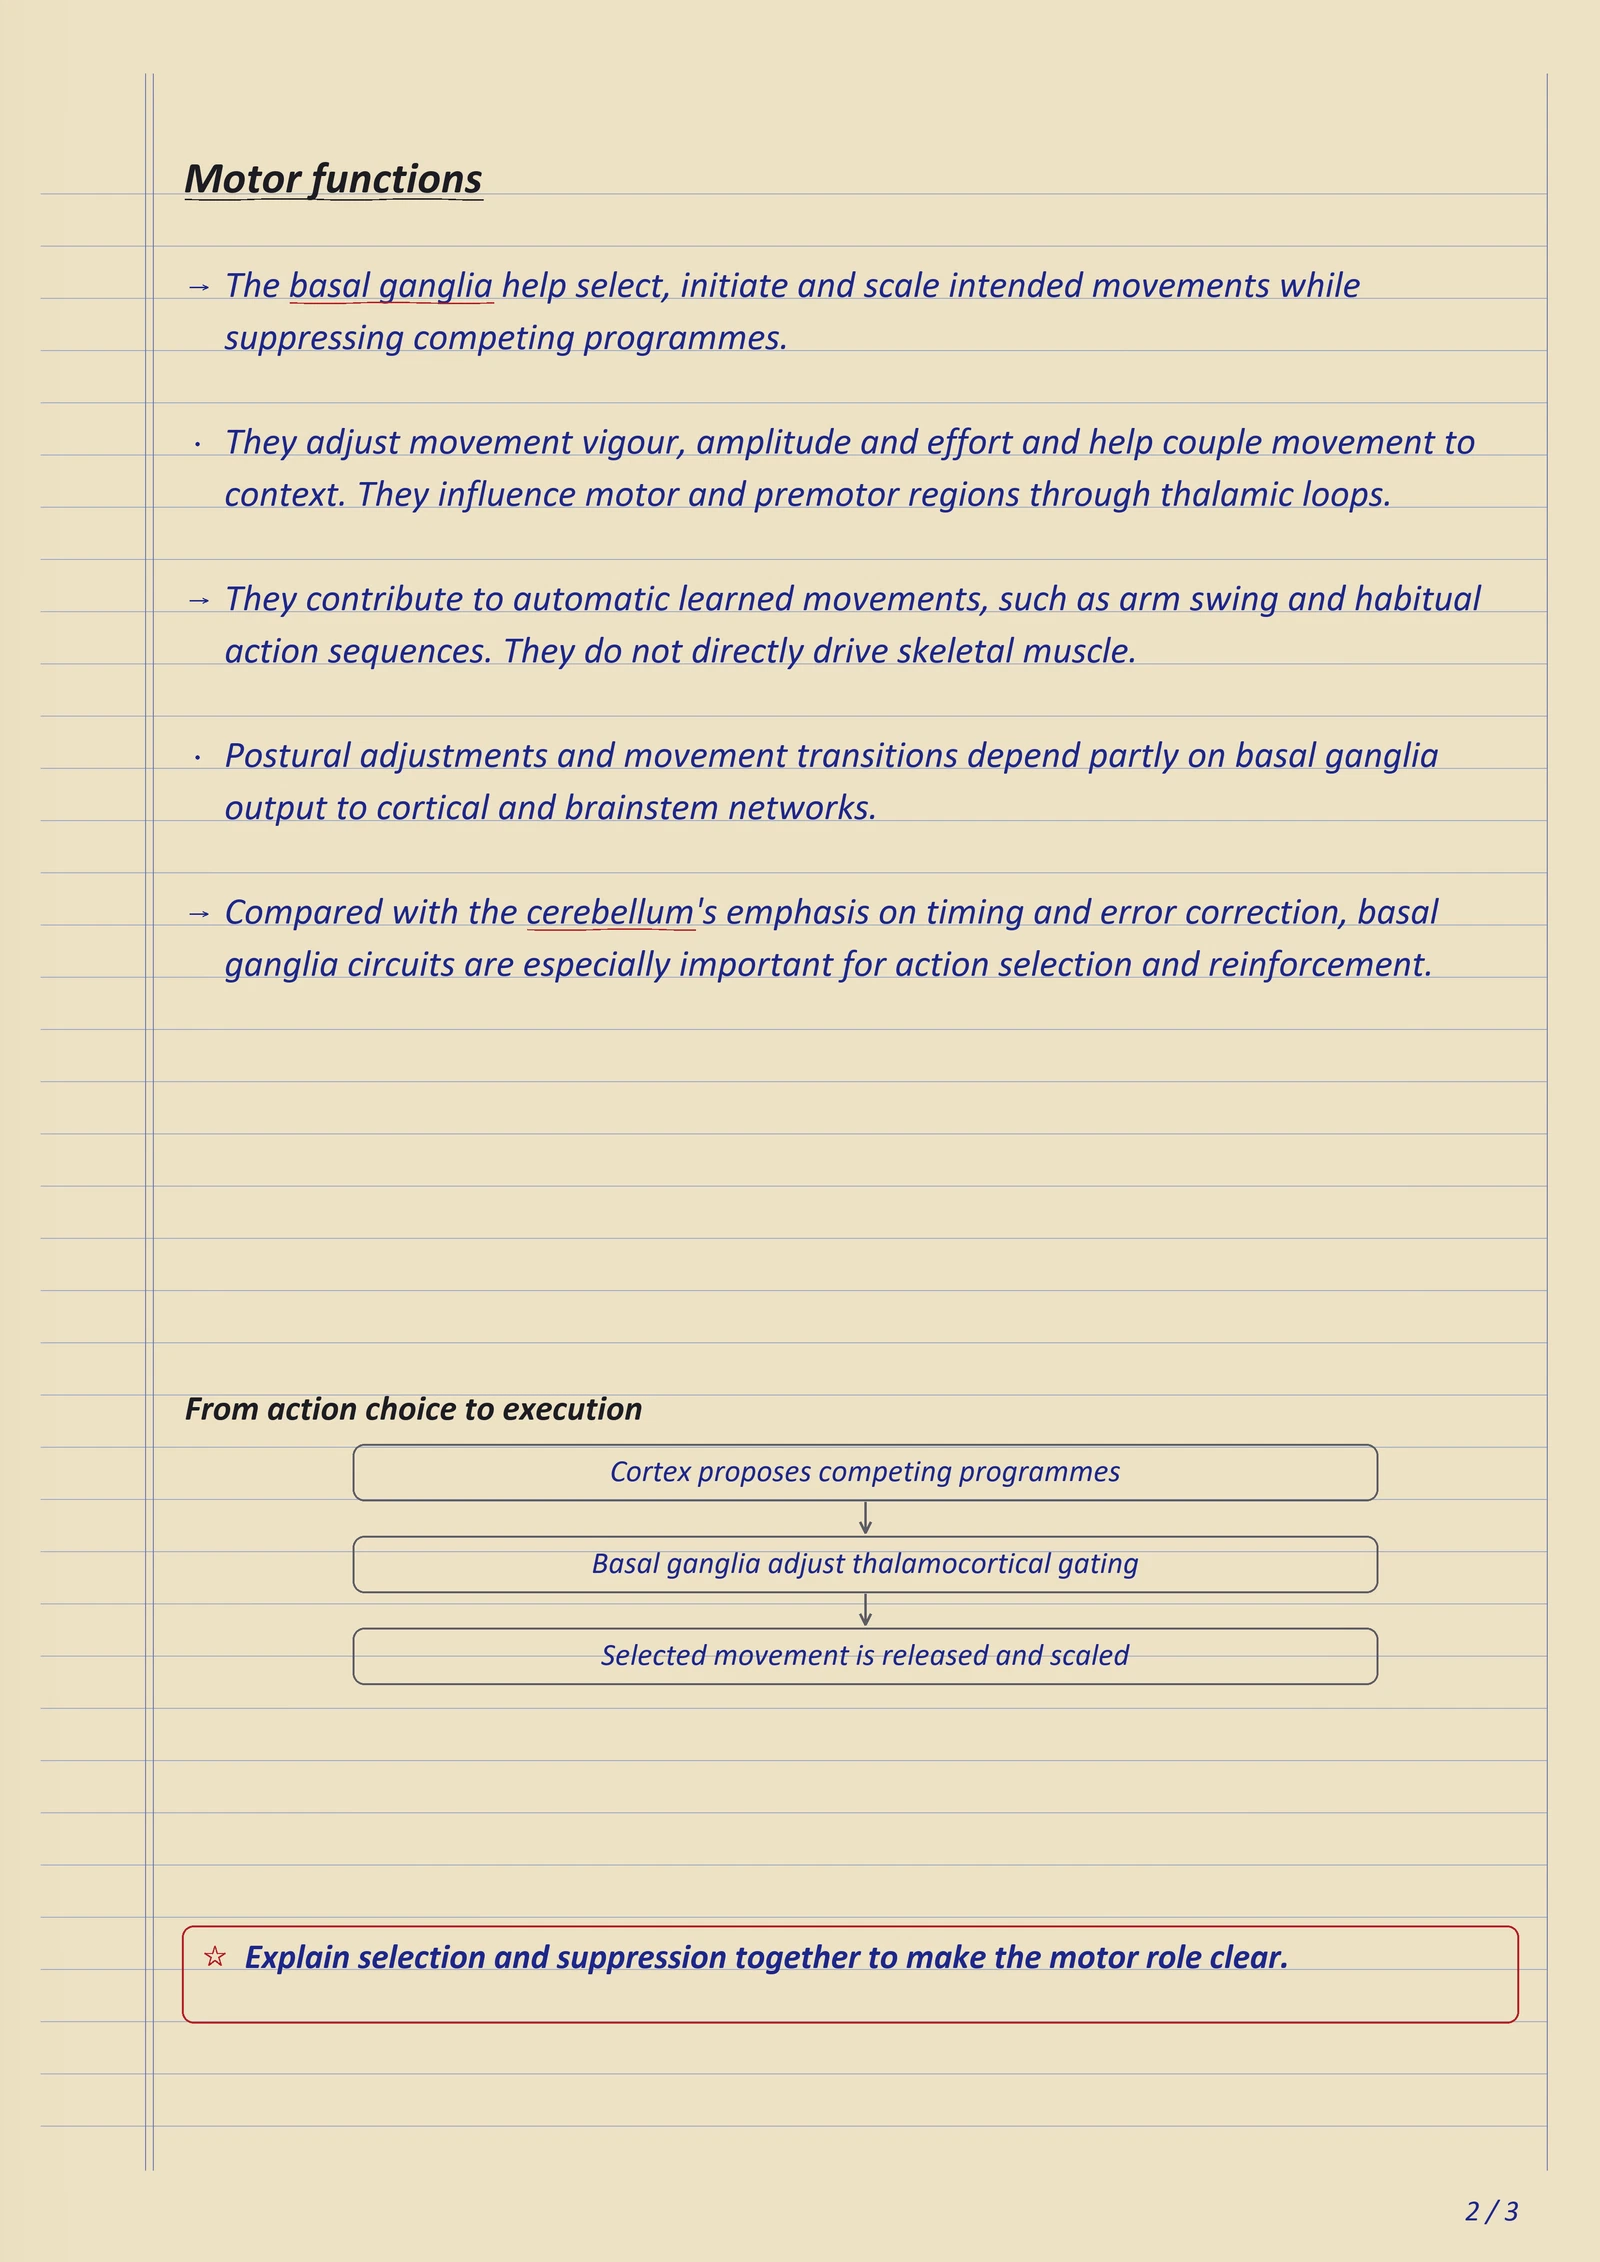 Motor functions
→ The basal ganglia help select, initiate and scale intended movements while
suppressing competing programmes.
· They adjust movement vigour, amplitude and effort and help couple movement to
context. They influence motor and premotor regions through thalamic loops.
→ They contribute to automatic learned movements, such as arm swing and habitual
action sequences. They do not directly drive skeletal muscle.
· Postural adjustments and movement transitions depend partly on basal ganglia
output to cortical and brainstem networks.
→ Compared with the cerebellum's emphasis on timing and error correction, basal
ganglia circuits are especially important for action selection and reinforcement.
From action choice to execution
Cortex proposes competing programmes
Basal ganglia adjust thalamocortical gating
Selected movement is released and scaled
☆ Explain selection and suppression together to make the motor role clear.
2 / 3